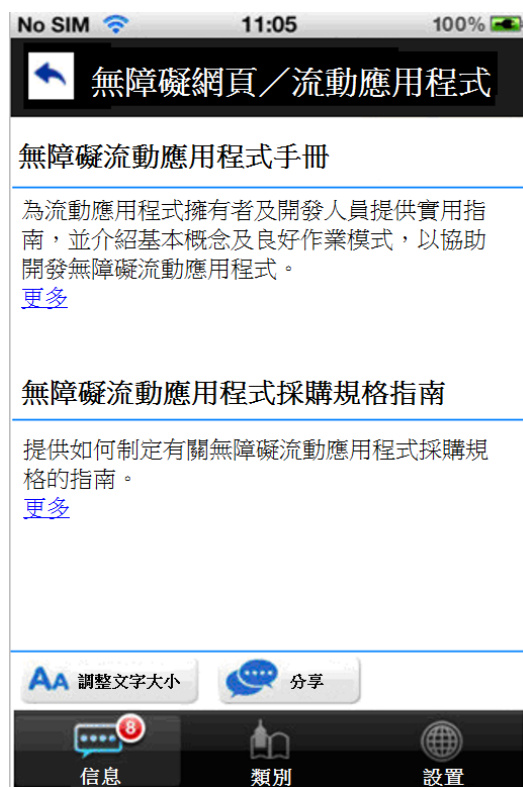 No SIM 11:05 100%
無障礙網頁／流動應用程式
無障礙流動應用程式手冊
為流動應用程式擁有者及開發人員提供實用指
南，並介紹基本概念及良好作業模式，以協助
開發無障礙流動應用程式。
更多
無障礙流動應用程式採購規格指南
提供如何制定有關無障礙流動應用程式採購規
格的指南。
更多
AA 調整文字大小 分享
8
信息 類別 設置